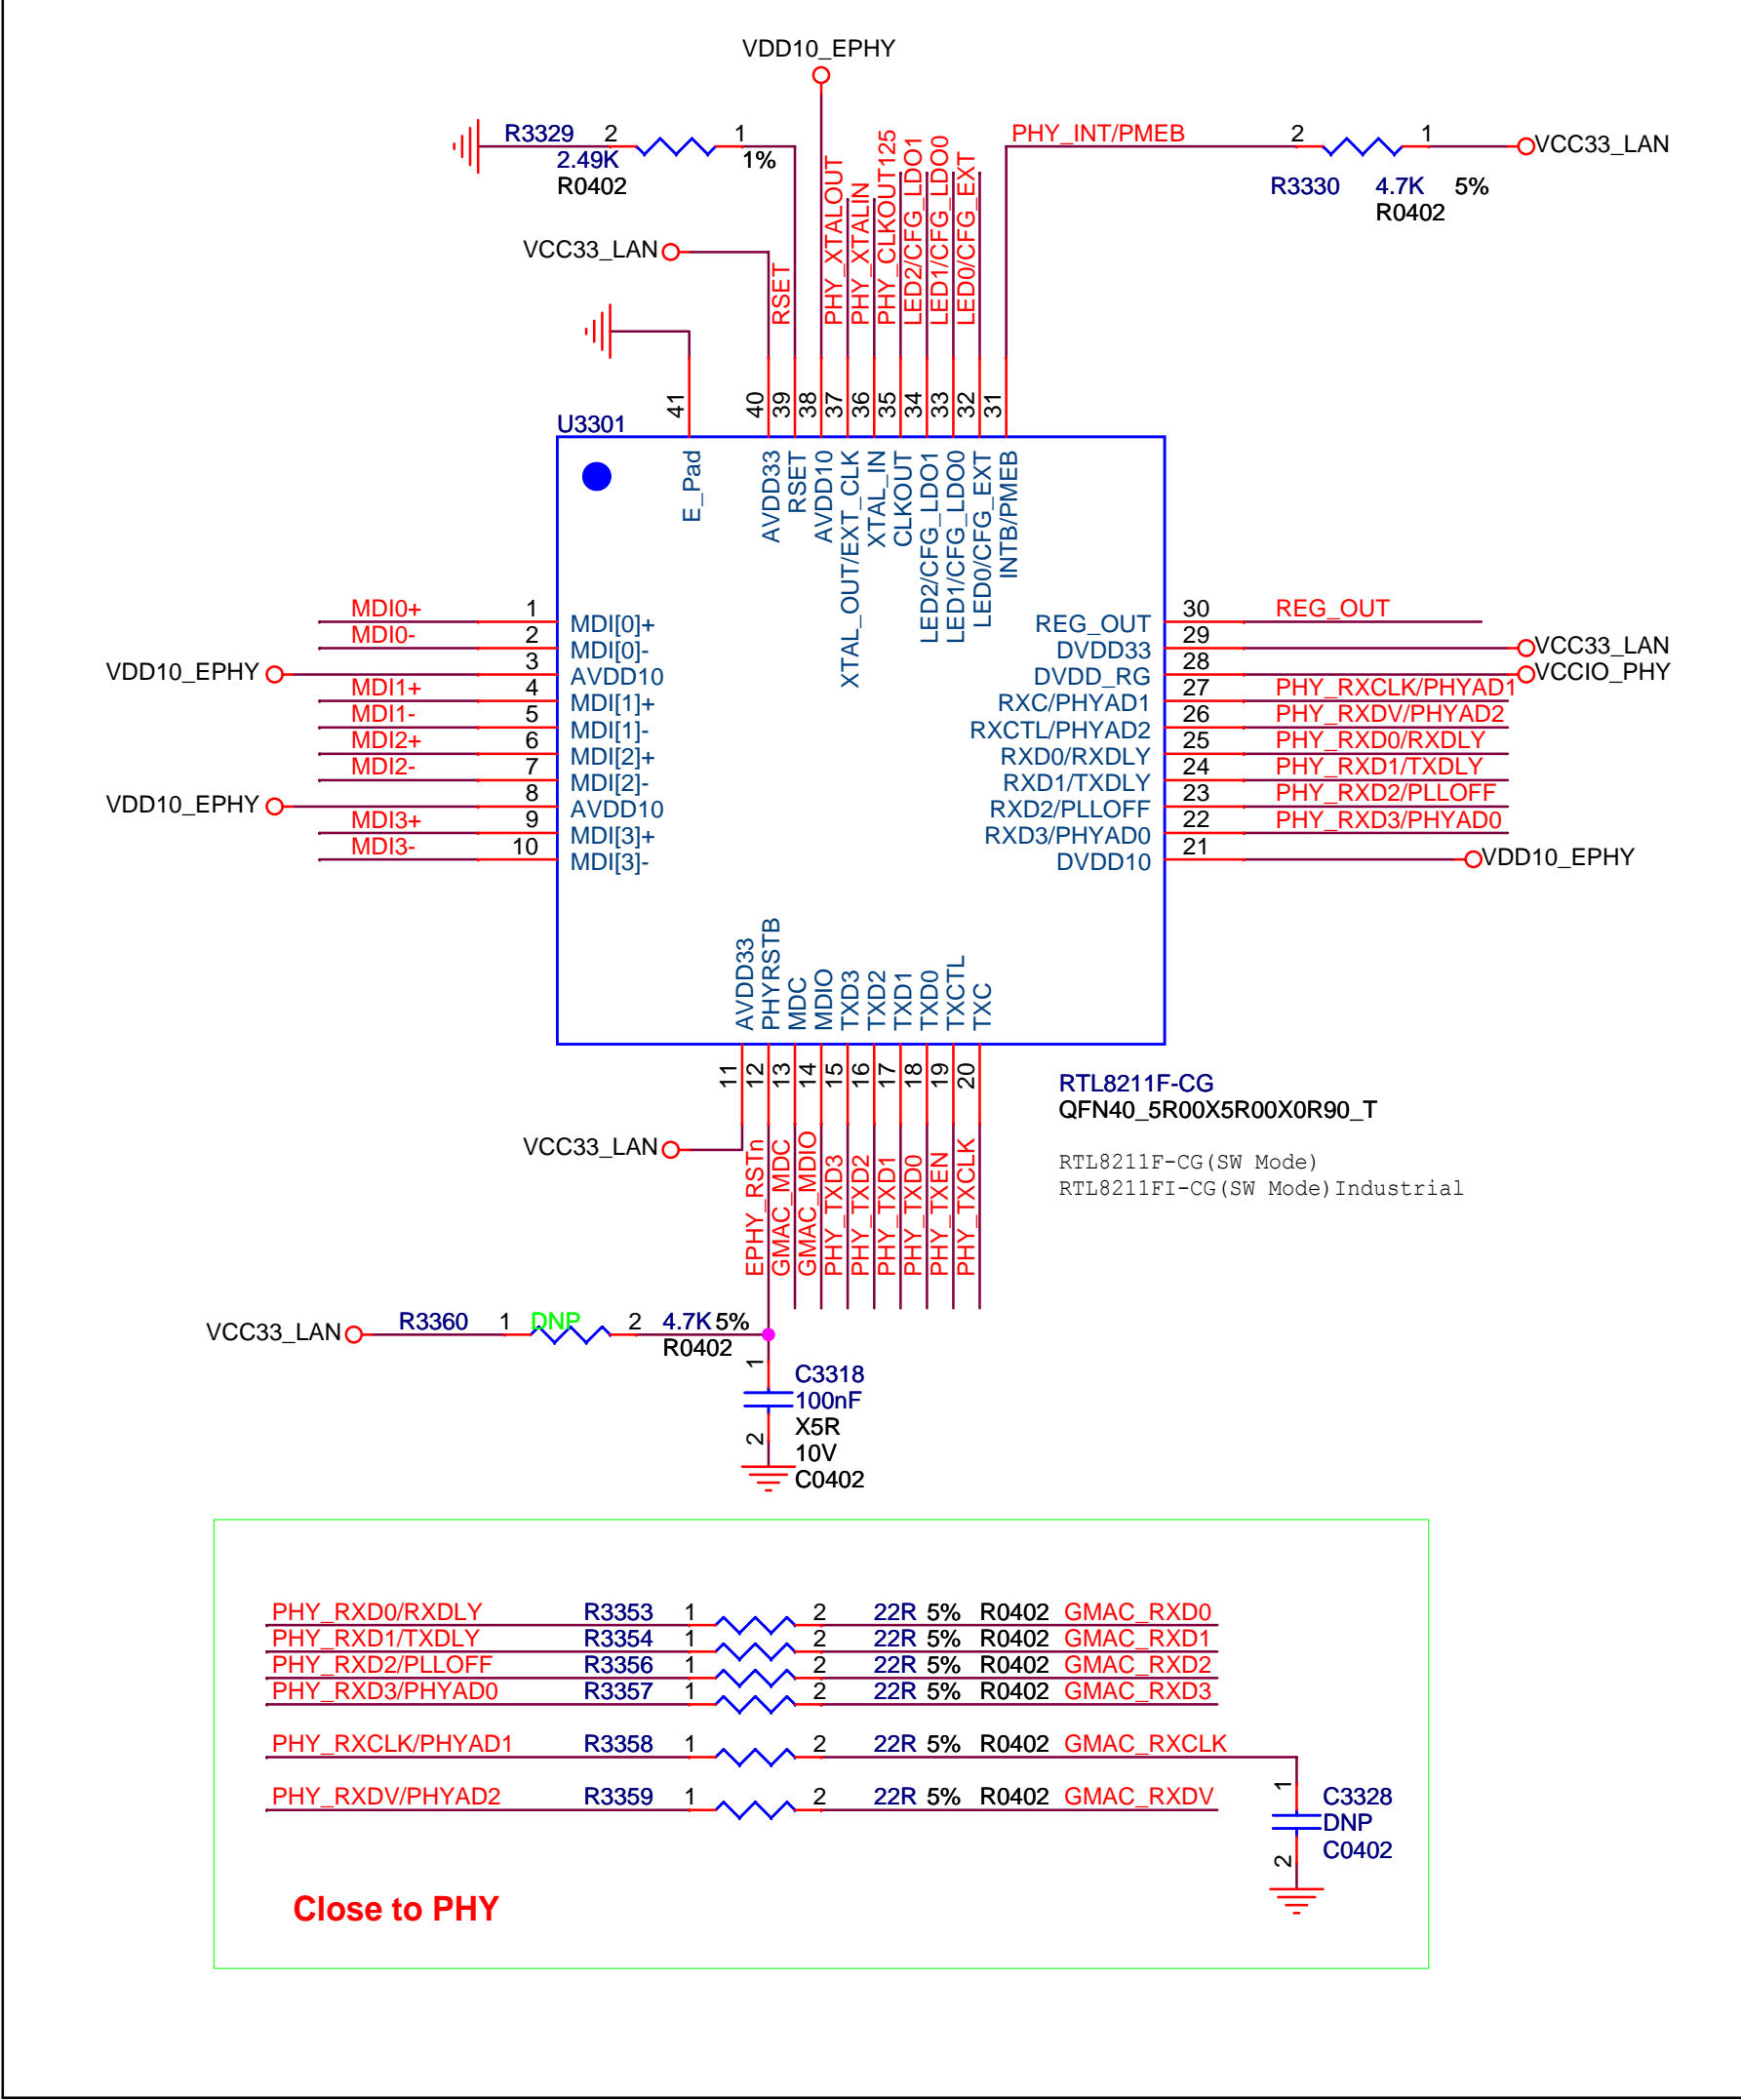 VDD10_EPHY
R3329 2 1
2.49K 1%
R0402
PHY_INT/PMEB 2 1 VCC33_LAN
R3330 4.7K 5%
R0402
VCC33_LAN
RSET
PHY_XTALOUT
PHY_XTALIN
PHY_CLKOUT125
LED2/CFG_LDO1
LED1/CFG_LDO0
LED0/CFG_EXT
41 40 39 38 37 36 35 34 33 32 31
U3301
E_Pad
AVDD33
RSET
AVDD10
XTAL_OUT/EXT_CLK
XTAL_IN
CLKOUT
LED2/CFG_LDO1
LED1/CFG_LDO0
LED0/CFG_EXT
INTB/PMEB
MDI0+ 1 MDI[0]+
MDI0- 2 MDI[0]-
VDD10_EPHY 3 AVDD10
MDI1+ 4 MDI[1]+
MDI1- 5 MDI[1]-
MDI2+ 6 MDI[2]+
MDI2- 7 MDI[2]-
VDD10_EPHY 8 AVDD10
MDI3+ 9 MDI[3]+
MDI3- 10 MDI[3]-
REG_OUT 30 REG_OUT
DVDD33 29 VCC33_LAN
DVDD_RG 28 VCCIO_PHY
RXC/PHYAD1 27 PHY_RXCLK/PHYAD1
RXCTL/PHYAD2 26 PHY_RXDV/PHYAD2
RXD0/RXDLY 25 PHY_RXD0/RXDLY
RXD1/TXDLY 24 PHY_RXD1/TXDLY
RXD2/PLLOFF 23 PHY_RXD2/PLLOFF
RXD3/PHYAD0 22 PHY_RXD3/PHYAD0
DVDD10 21 VDD10_EPHY
AVDD33
PHYRSTB
MDC
MDIO
TXD3
TXD2
TXD1
TXD0
TXCTL
TXC
11 12 13 14 15 16 17 18 19 20
RTL8211F-CG
QFN40_5R00X5R00X0R90_T
RTL8211F-CG(SW Mode)
RTL8211FI-CG(SW Mode)Industrial
VCC33_LAN
EPHY_RSTn
GMAC_MDC
GMAC_MDIO
PHY_TXD3
PHY_TXD2
PHY_TXD1
PHY_TXD0
PHY_TXEN
PHY_TXCLK
VCC33_LAN R3360 1 DNP 2 4.7K 5%
R0402
1
C3318
100nF
X5R
2 10V
C0402
PHY_RXD0/RXDLY R3353 1 2 22R 5% R0402 GMAC_RXD0
PHY_RXD1/TXDLY R3354 1 2 22R 5% R0402 GMAC_RXD1
PHY_RXD2/PLLOFF R3356 1 2 22R 5% R0402 GMAC_RXD2
PHY_RXD3/PHYAD0 R3357 1 2 22R 5% R0402 GMAC_RXD3
PHY_RXCLK/PHYAD1 R3358 1 2 22R 5% R0402 GMAC_RXCLK
PHY_RXDV/PHYAD2 R3359 1 2 22R 5% R0402 GMAC_RXDV
1 C3328
DNP
2 C0402
Close to PHY